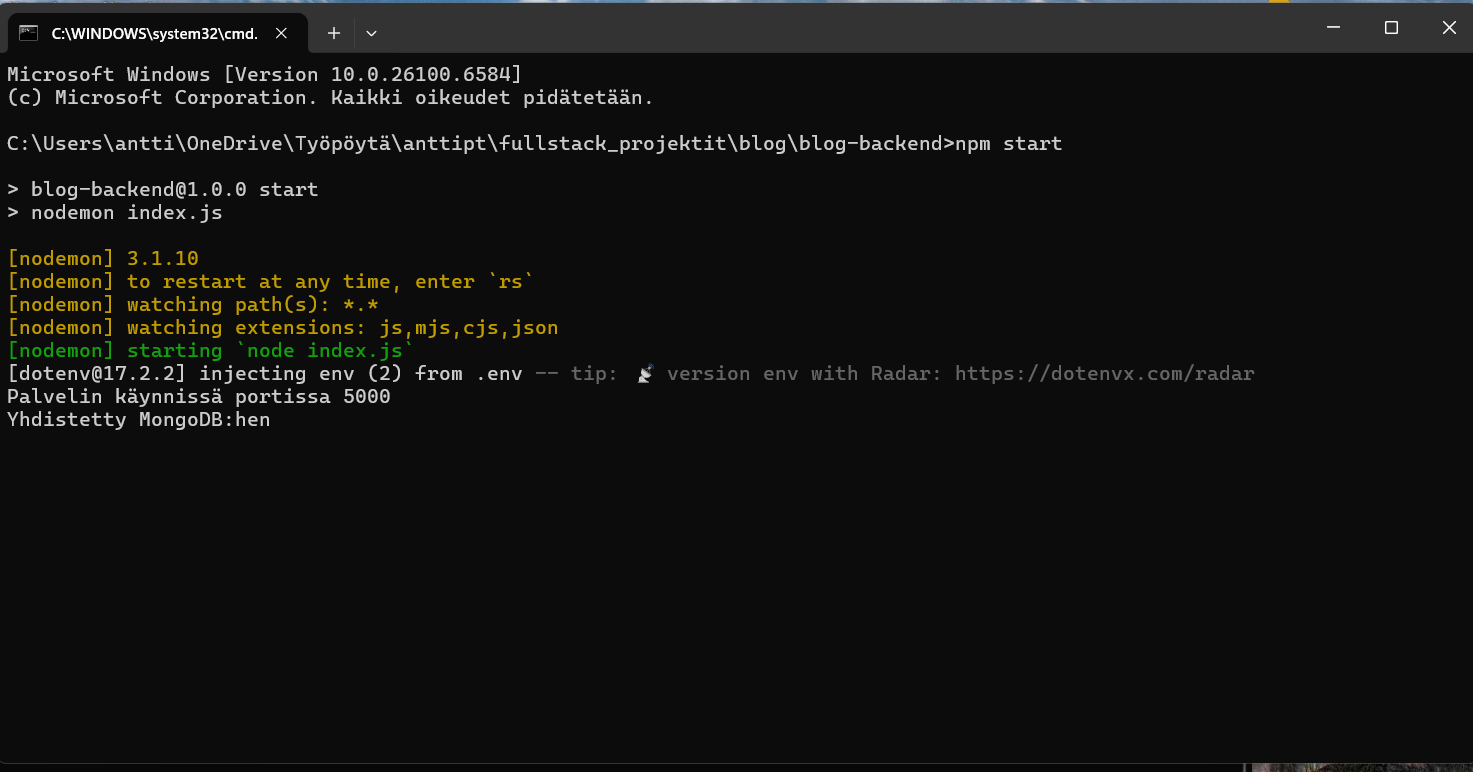 C:\WINDOWS\system32\cmd.
Microsoft Windows [Version 10.0.26100.6584]
(c) Microsoft Corporation. Kaikki oikeudet pidätetään.
C:\Users\antti\OneDrive\Työpöytä\anttipt\fullstack_projektit\blog\blog-backend>npm start
> blog-backend@1.0.0 start
> nodemon index.js
[nodemon] 3.1.10
[nodemon] to restart at any time, enter `rs`
[nodemon] watching path(s): *.*
[nodemon] watching extensions: js,mjs,cjs,json
[nodemon] starting `node index.js`
[dotenv@17.2.2] injecting env (2) from .env -- tip: 📡 version env with Radar: https://dotenvx.com/radar
Palvelin käynnissä portissa 5000
Yhdistetty MongoDB:hen